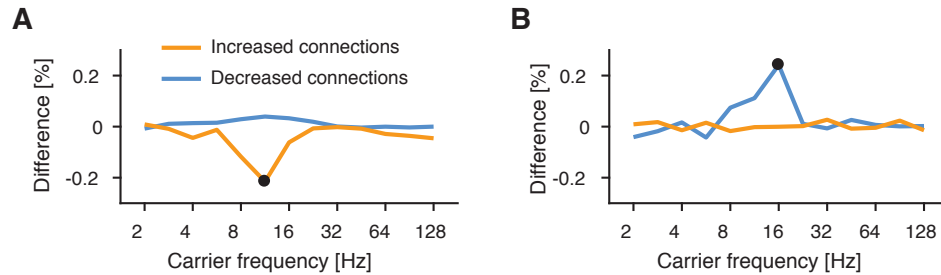 A
Difference [%]
0.2
0
-0.2
Increased connections
Decreased connections
2 4 8 16 32 64 128
Carrier frequency [Hz]
B
Difference [%]
0.2
0
-0.2
2 4 8 16 32 64 128
Carrier frequency [Hz]